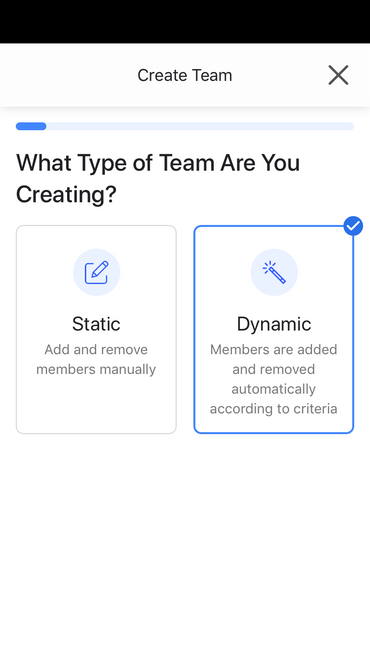 Create Team
What Type of Team Are You
Creating?
Static
Add and remove
members manually
Dynamic
Members are added
and removed
automatically
according to criteria